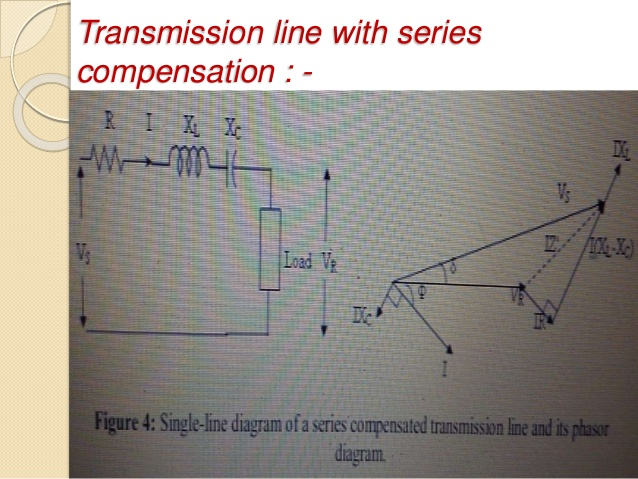 Transmission line with series
compensation : -
R I XL XC
VS
Load VR
IXL
VS
IZ I(XL-XC)
δ
Φ
VR
IR
IXC
I
Figure 4: Single-line diagram of a series compensated transmission line and its phasor
diagram.